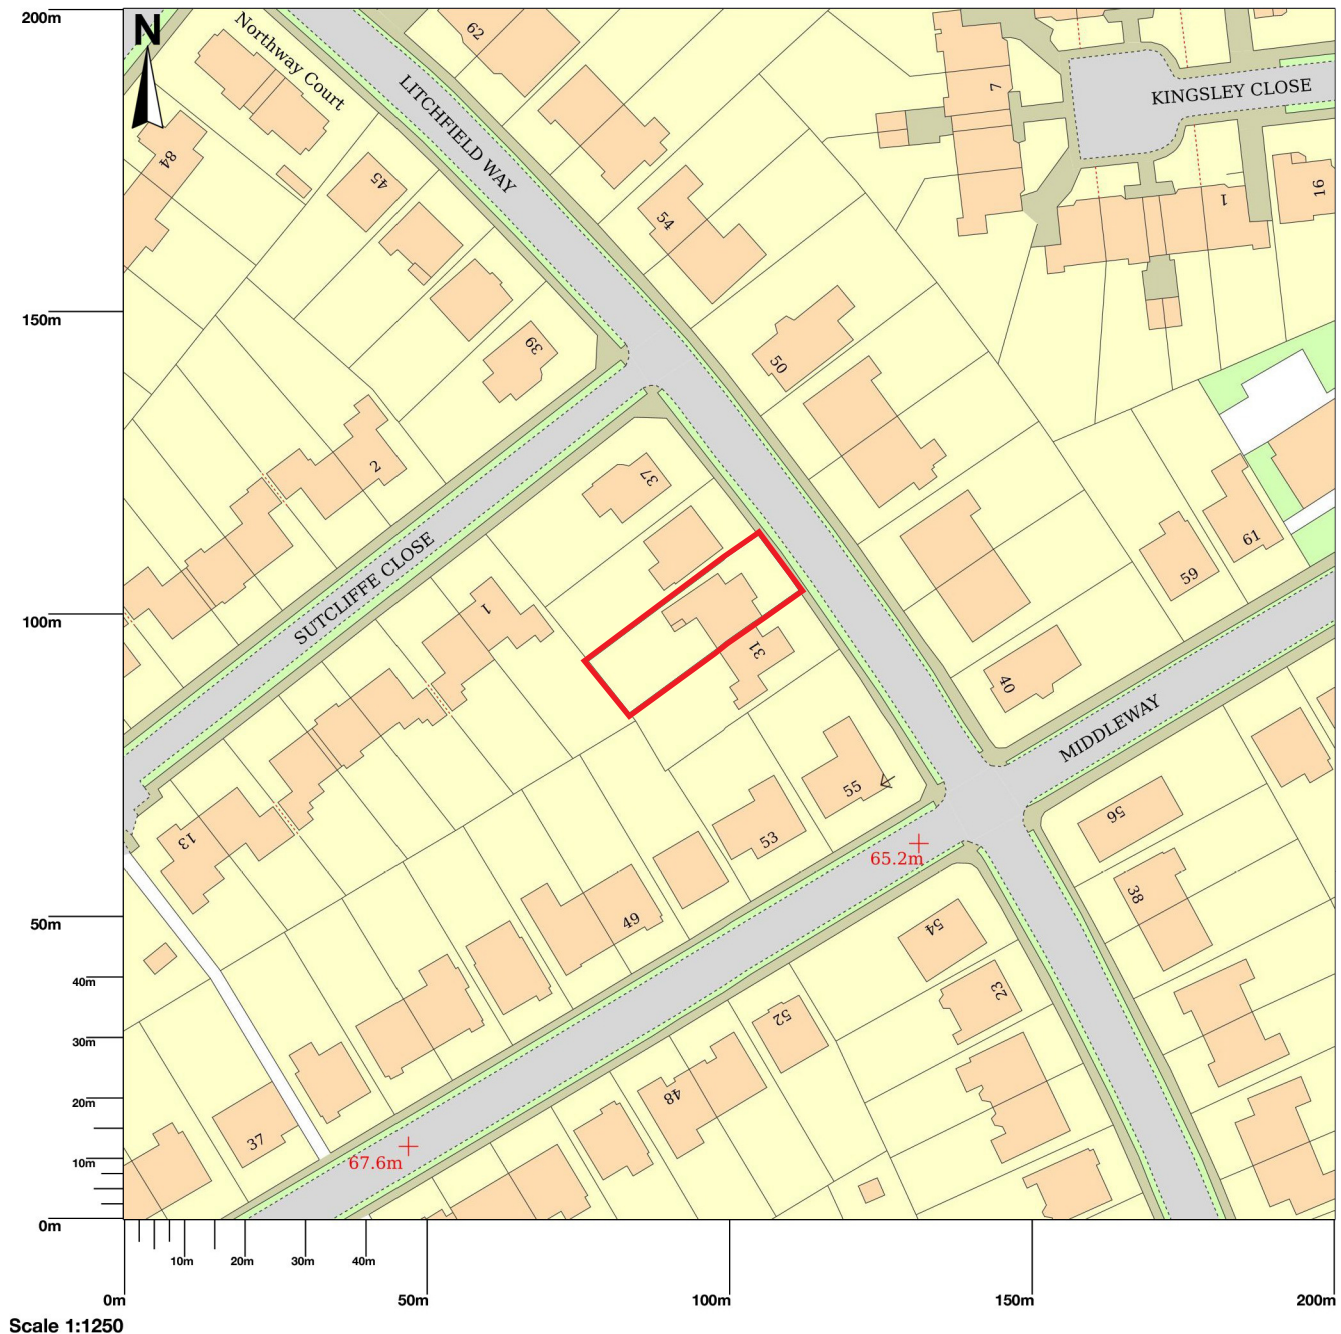 200m
N
Northway Court
62
LITCHFIELD WAY
7
KINGSLEY CLOSE
84
45
16
1
54
150m
39
50
2
37
61
59
SUTCLIFFE CLOSE
100m
1
31
40
MIDDLEWAY
55
56
13
53
65.2m
38
50m
49
54
40m
23
52
30m
48
20m
37
10m
67.6m
0m
10m
20m
30m
40m
0m
50m
100m
150m
200m
Scale 1:1250